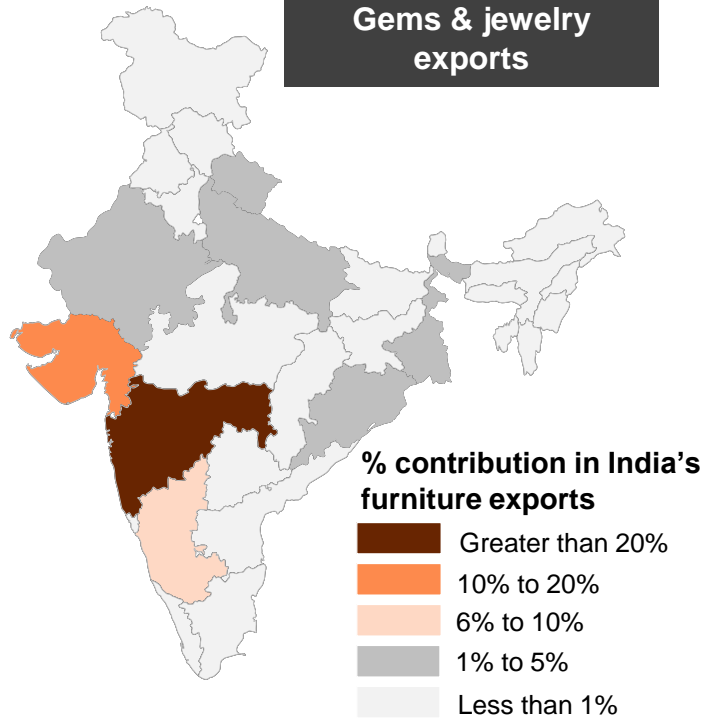 Gems & jewelry
exports
% contribution in India’s
furniture exports
Greater than 20%
10% to 20%
6% to 10%
1% to 5%
Less than 1%